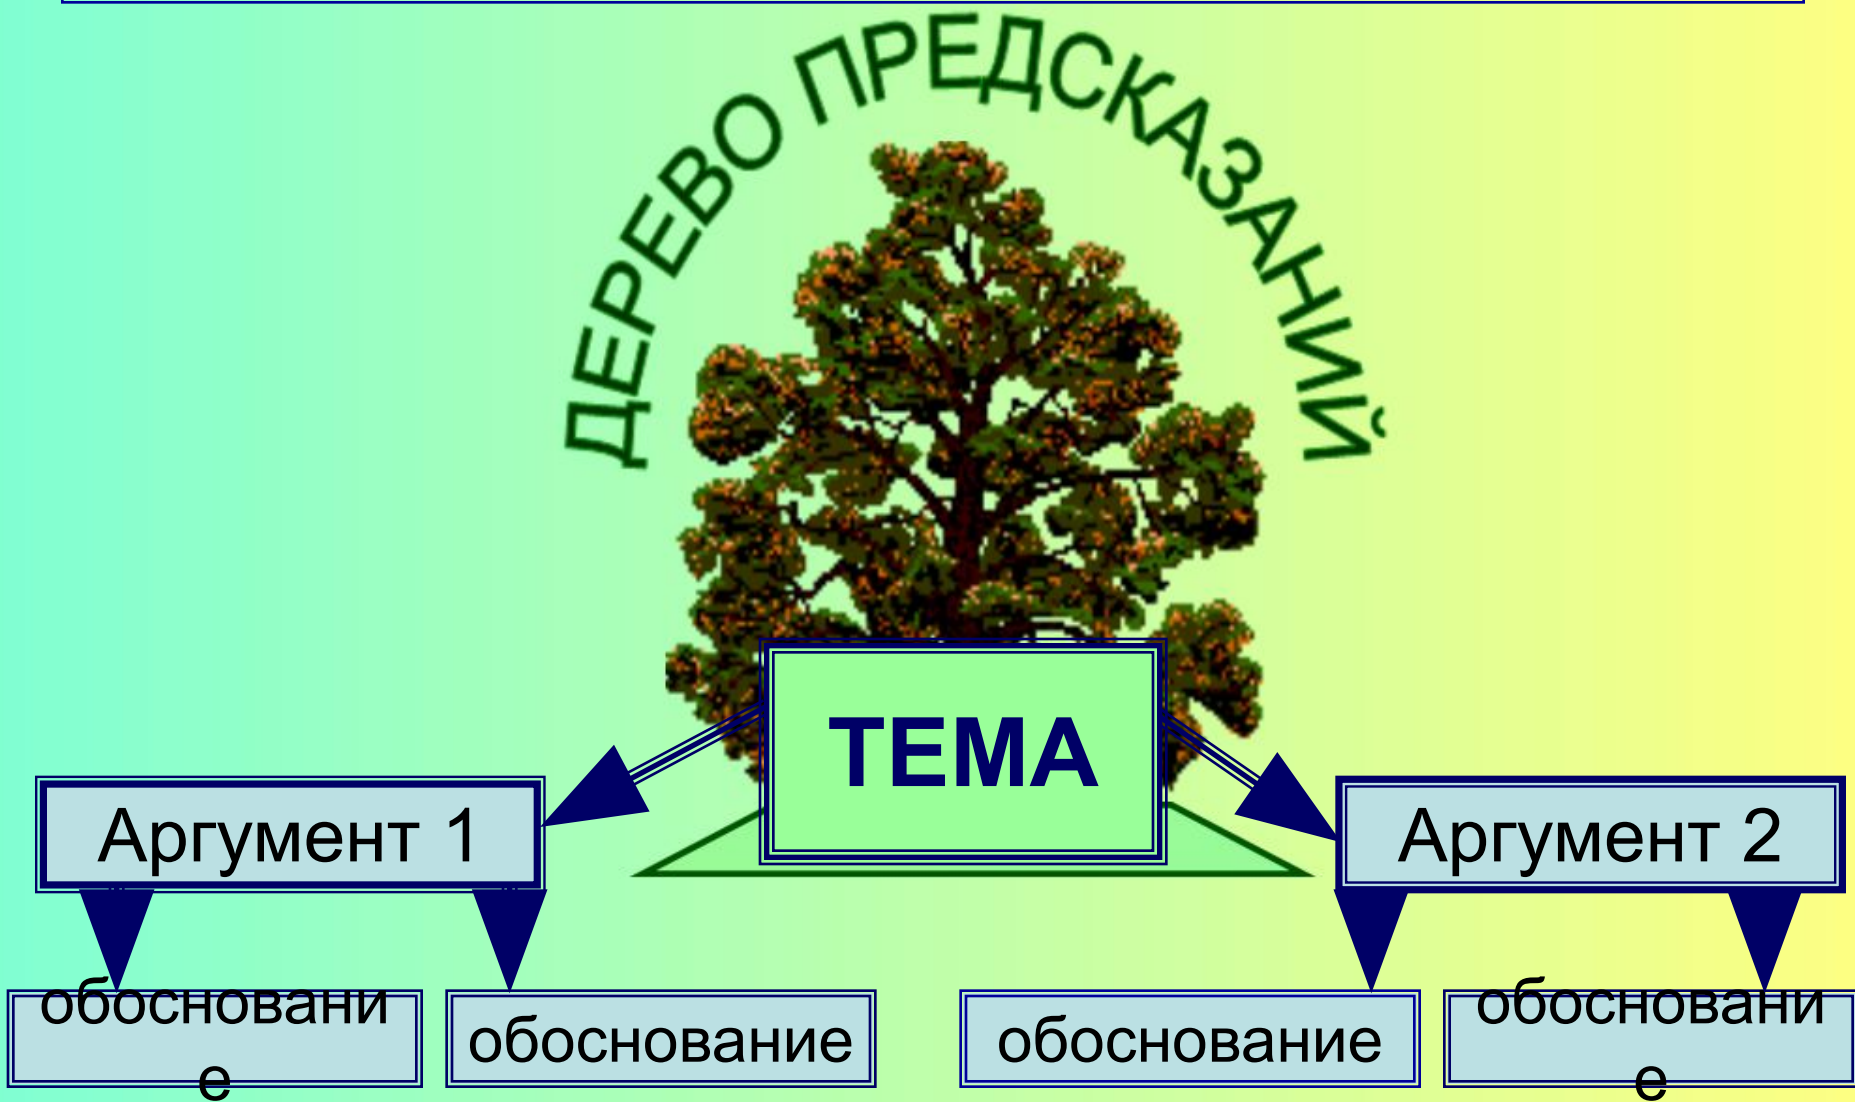 ДЕРЕВО ПРЕДСКАЗАНИЙ
ТЕМА
Аргумент 1
Аргумент 2
обосновани
е
обоснование
обоснование
обосновани
е